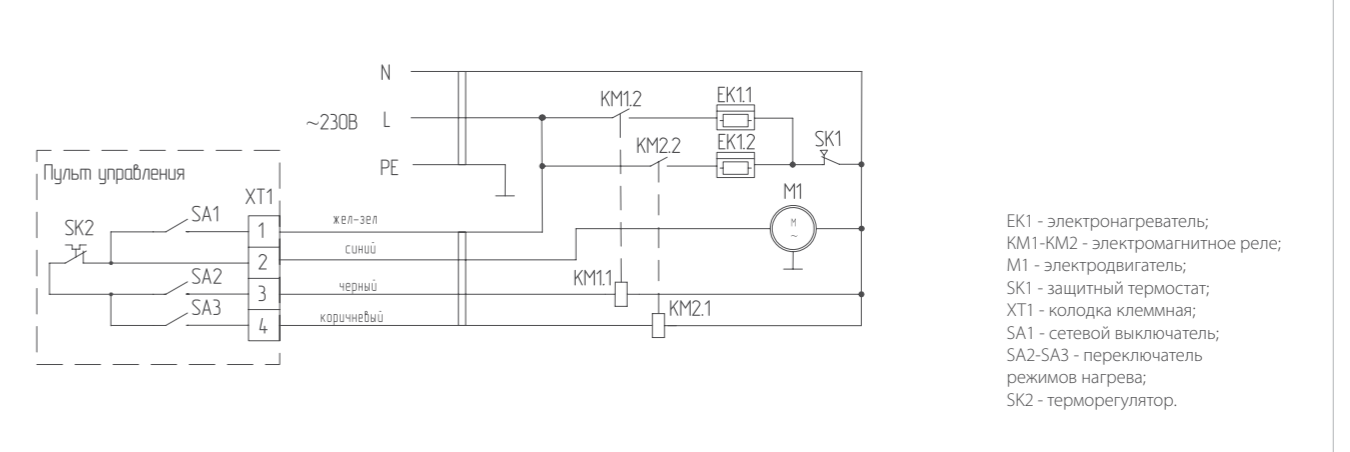 N
KM1.2
EK1.1
~230В L
KM2.2
EK1.2
SK1
PE
Пульт управления
M1
XT1
SA1
жел-зел
M
~
SK2
1
синий
2
SA2
KM1.1
3
черный
SA3
KM2.1
4
коричневый
EK1 - электронагреватель;
KM1-KM2 - электромагнитное реле;
M1 - электродвигатель;
SK1 - защитный термостат;
XT1 - колодка клеммная;
SA1 - сетевой выключатель;
SA2-SA3 - переключатель
режимов нагрева;
SK2 - терморегулятор.